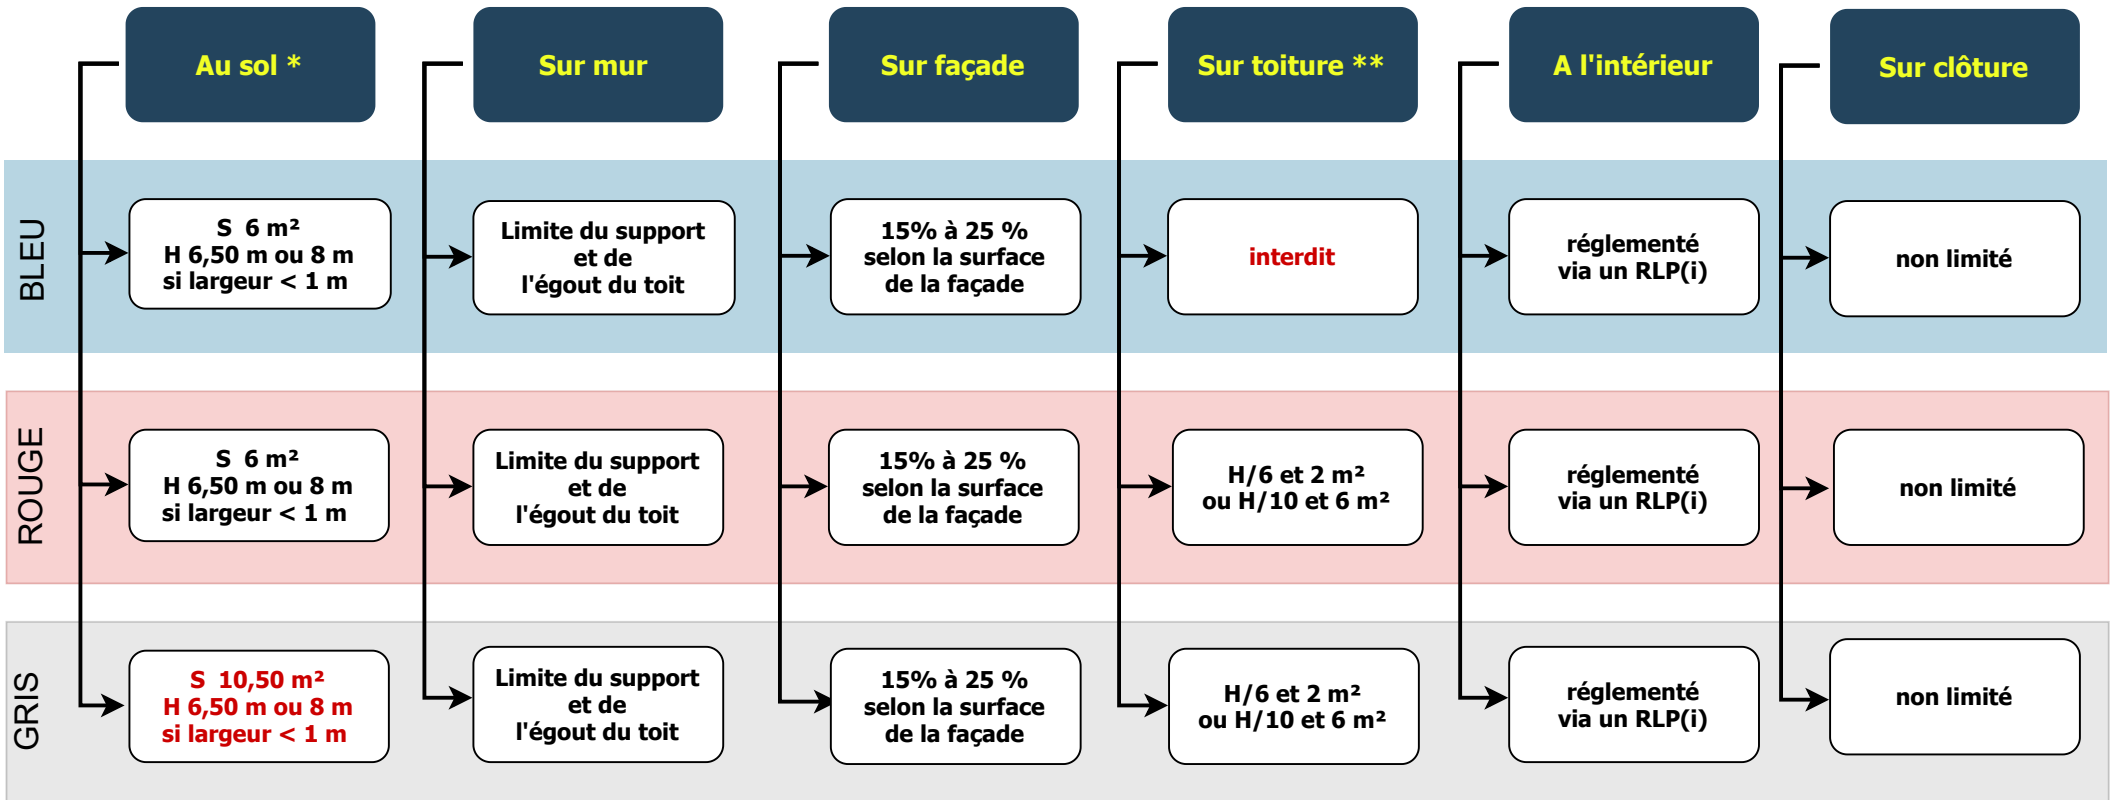 Au sol *
Sur mur
Sur façade
Sur toiture **
A l'intérieur
Sur clôture
BLEU
S 6 m²
H 6,50 m ou 8 m
si largeur < 1 m
Limite du support
et de
l'égout du toit
15% à 25 %
selon la surface
de la façade
interdit
réglementé
via un RLP(i)
non limité
ROUGE
S 6 m²
H 6,50 m ou 8 m
si largeur < 1 m
Limite du support
et de
l'égout du toit
15% à 25 %
selon la surface
de la façade
H/6 et 2 m²
ou H/10 et 6 m²
réglementé
via un RLP(i)
non limité
GRIS
S 10,50 m²
H 6,50 m ou 8 m
si largeur < 1 m
Limite du support
et de
l'égout du toit
15% à 25 %
selon la surface
de la façade
H/6 et 2 m²
ou H/10 et 6 m²
réglementé
via un RLP(i)
non limité